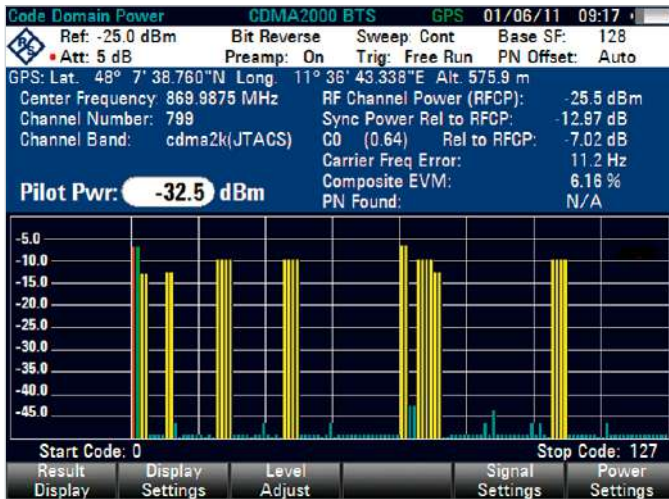 Code Domain Power CDMA2000 BTS GPS 01/06/11 09:17
Ref: -25.0 dBm Bit Reverse Sweep: Cont Base SF: 128
Att: 5 dB Preamp: On Trig: Free Run PN Offset: Auto
GPS: Lat. 48° 7' 38.760"N Long. 11° 36' 43.338"E Alt. 575.9 m
Center Frequency: 869.9875 MHz RF Channel Power (RFCP): -25.5 dBm
Channel Number: 799 Sync Power Rel to RFCP: -12.97 dB
Channel Band: cdma2k(JTACS) C0 (0.64) Rel to RFCP: -7.02 dB
Carrier Freq Error: 11.2 Hz
Pilot Pwr: -32.5 dBm Composite EVM: 6.16 %
PN Found: N/A
-5.0
-10.0
-15.0
-20.0
-25.0
-30.0
-35.0
-40.0
-45.0
Start Code: 0 Stop Code: 127
Result Display Level Signal Power
Display Settings Adjust Settings Settings